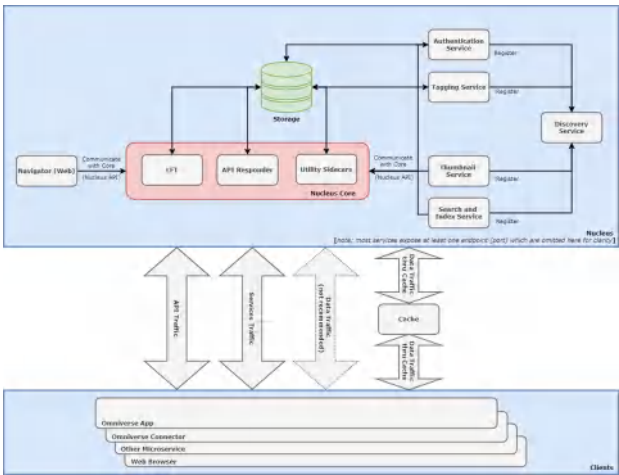 Authentication
Service
Register
Storage
Tagging Service
Register
Discovery
Service
Navigator (Web)
Communicate
with Core
(Nucleus API)
LFT
API Responder
Utility Sidecars
Nucleus Core
Communicate
with Core
(Nucleus API)
Thumbnail
Service
Register
Search and
Index Service
Register
Nucleus
[note: most services expose at least one endpoint (port) which are omitted here for clarity]
API Traffic
Services Traffic
Data Traffic
(not recommended)
Data Traffic
thru Cache
Cache
Data Traffic
thru Cache
Omniverse App
Omniverse Connector
Other Microservice
Web Browser
Clients